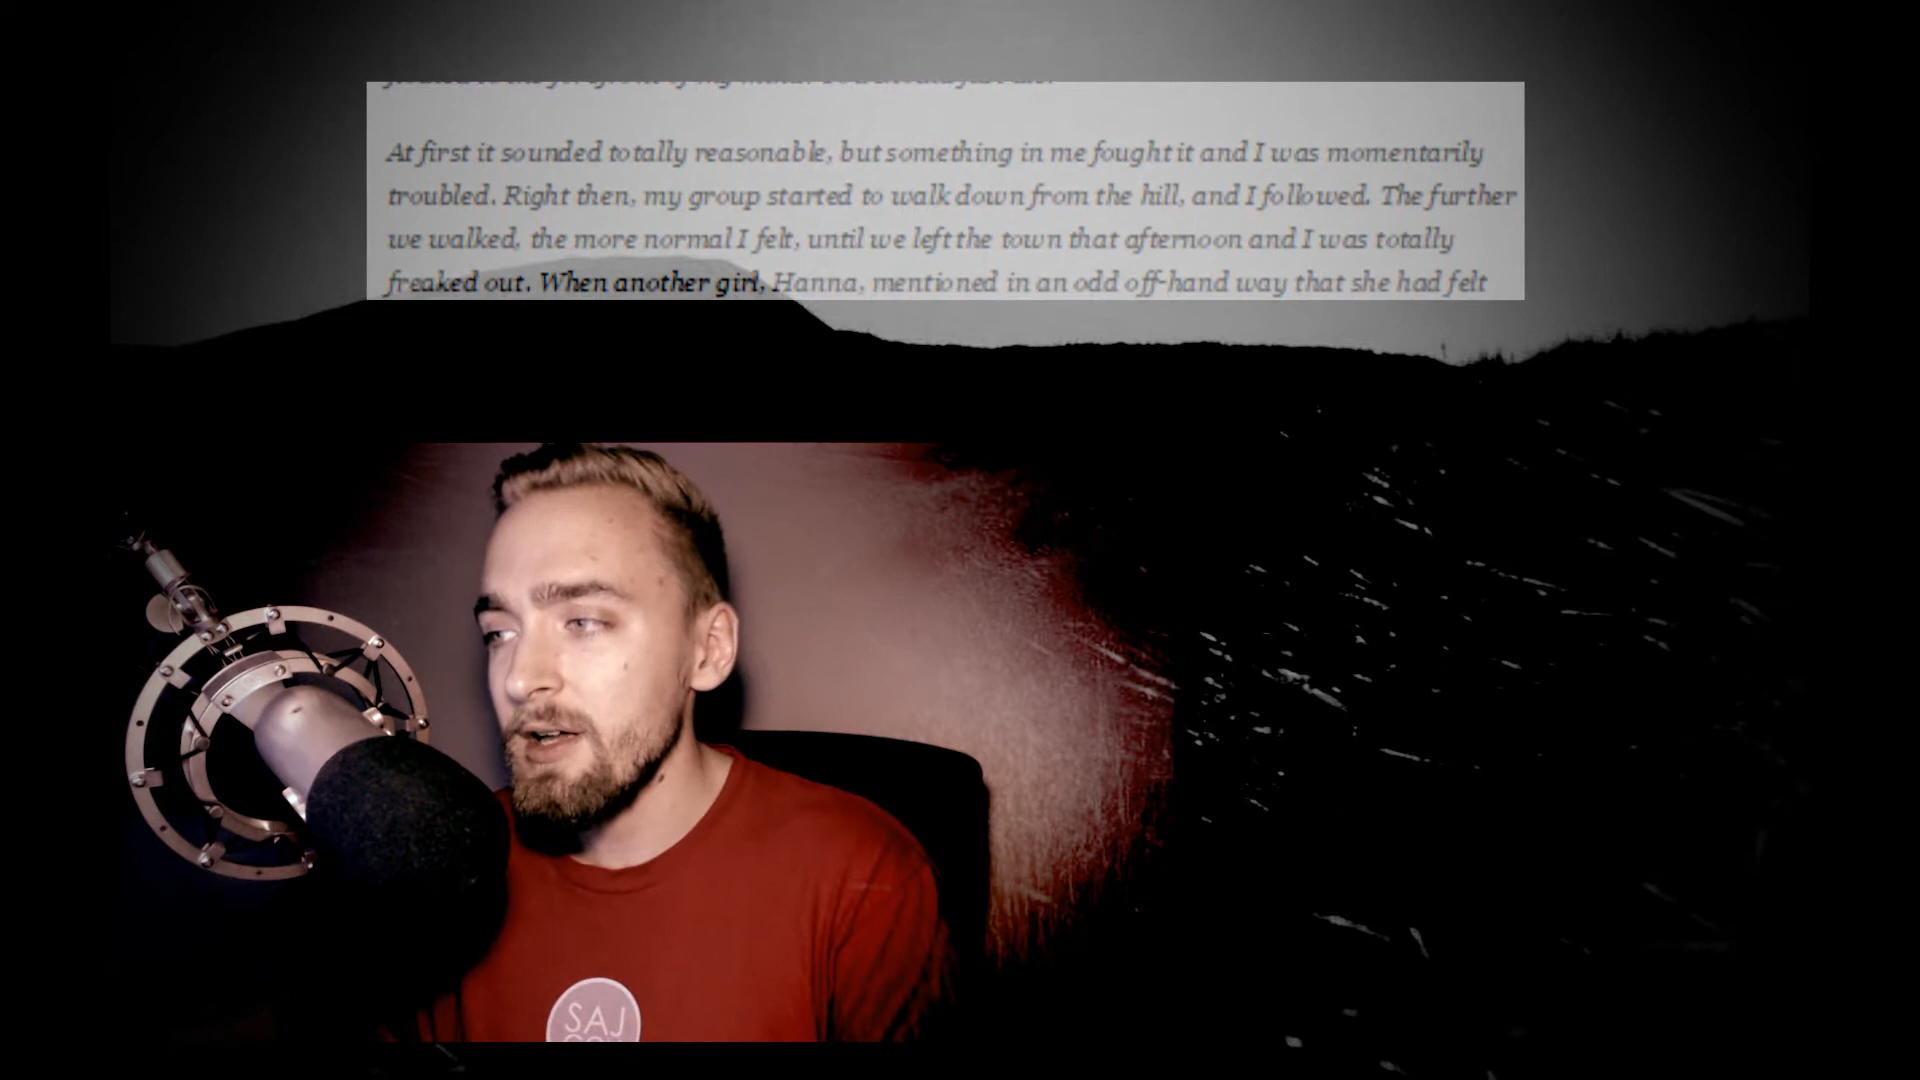 At first it sounded totally reasonable, but something in me fought it and I was momentarily
troubled. Right then, my group started to walk down from the hill, and I followed. The further
we walked, the more normal I felt, until we left the town that afternoon and I was totally
freaked out. When another girl, Hanna, mentioned in an odd off-hand way that she had felt
SAJ